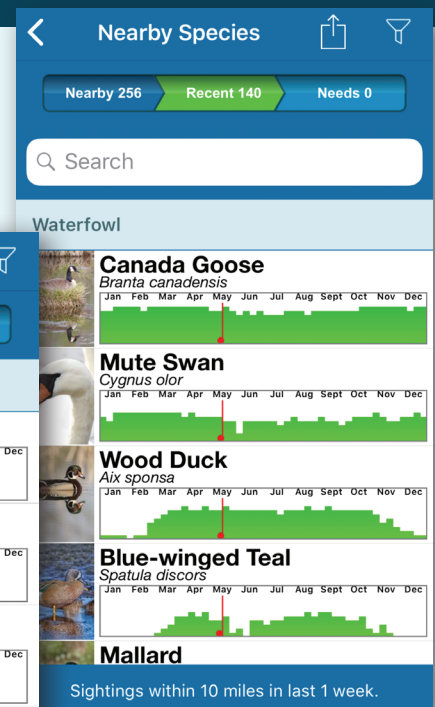 Nearby Species
Nearby 256 Recent 140 Needs 0
Search
Waterfowl
Canada Goose
Branta canadensis
Jan Feb Mar Apr May Jun Jul Aug Sept Oct Nov Dec
Mute Swan
Cygnus olor
Jan Feb Mar Apr May Jun Jul Aug Sept Oct Nov Dec
Dec
Wood Duck
Aix sponsa
Jan Feb Mar Apr May Jun Jul Aug Sept Oct Nov Dec
Dec
Blue-winged Teal
Spatula discors
Jan Feb Mar Apr May Jun Jul Aug Sept Oct Nov Dec
Dec
Mallard
Sightings within 10 miles in last 1 week.